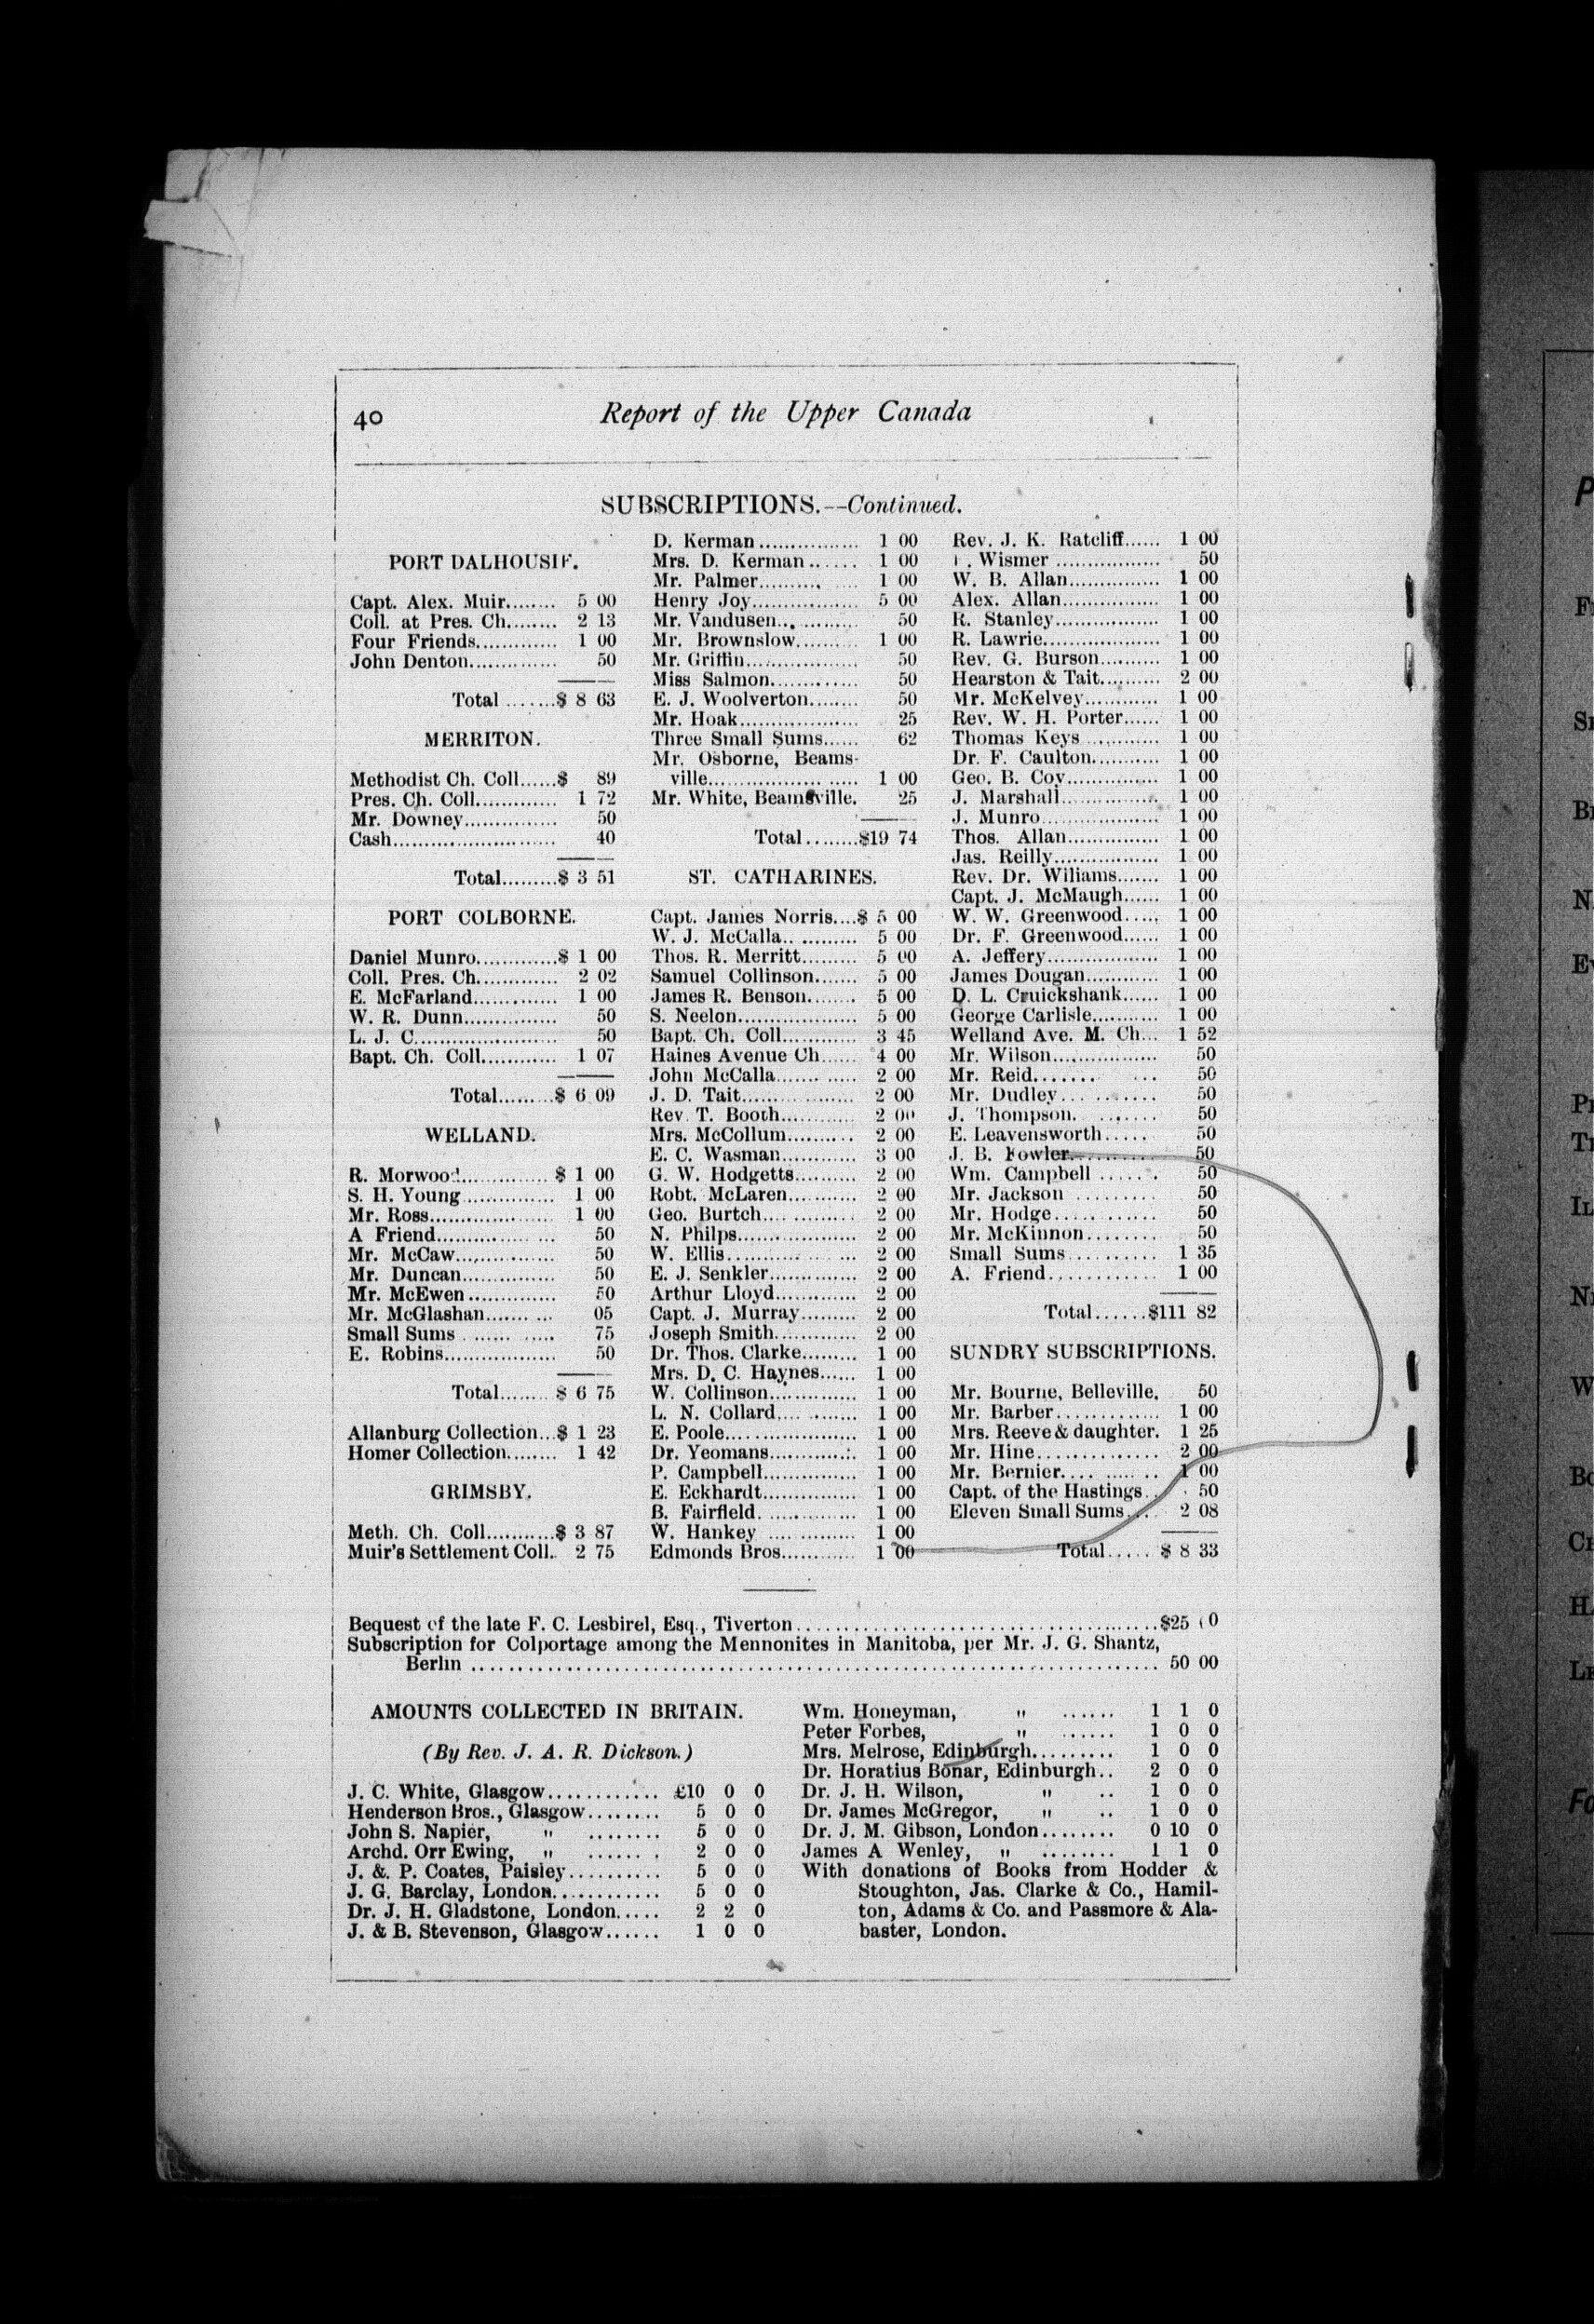 40
Report of the Upper Canada
SUBSCRIPTIONS.--Continued.
PORT DALHOUSIE.
Capt. Alex. Muir........ 5 00
Coll. at Pres. Ch........ 2 13
Four Friends............. 1 00
John Denton.............. 50
Total ........$ 8 63
MERRITON.
Methodist Ch. Coll......$ 89
Pres. Ch. Coll............. 1 72
Mr. Downey............... 50
Cash.......................... 40
Total.........$ 3 51
PORT COLBORNE.
Daniel Munro.............$ 1 00
Coll. Pres. Ch............. 2 02
E. McFarland............. 1 00
W. R. Dunn............... 50
L. J. C....................... 50
Bapt. Ch. Coll............ 1 07
Total.........$ 6 09
WELLAND.
R. Morwood.............. $ 1 00
S. H. Young.............. 1 00
Mr. Ross.................... 1 00
A Friend................... 50
Mr. McCaw................ 50
Mr. Duncan............... 50
Mr. McEwen.............. 50
Mr. McGlashan........... 05
Small Sums ............... 75
E. Robins.................. 50
Total........ $ 6 75
Allanburg Collection...$ 1 23
Homer Collection........ 1 42
GRIMSBY.
Meth. Ch. Coll...........$ 3 87
Muir's Settlement Coll.. 2 75
D. Kerman................ 1 00
Mrs. D. Kerman...... 1 00
Mr. Palmer................ 1 00
Henry Joy................. 5 00
Mr. Vandusen............. 50
Mr. Brownslow.......... 1 00
Mr. Griffin.................. 50
Miss Salmon.............. 50
E. J. Woolverton........ 50
Mr. Hoak................... 25
Three Small Sums...... 62
Mr. Osborne, Beams-
ville........................ 1 00
Mr. White, Beamsville. 25
Total........$19 74
ST. CATHARINES.
Capt. James Norris....$ 5 00
W. J. McCalla............ 5 00
Thos. R. Merritt......... 5 00
Samuel Collinson....... 5 00
James R. Benson........ 5 00
S. Neelon................... 5 00
Bapt. Ch. Coll............ 3 45
Haines Avenue Ch...... 4 00
John McCalla............. 2 00
J. D. Tait.................. 2 00
Rev. T. Booth............ 2 00
Mrs. McCollum.......... 2 00
E. C. Wasman............ 3 00
G. W. Hodgetts.......... 2 00
Robt. McLaren........... 2 00
Geo. Burtch............... 2 00
N. Philps................... 2 00
W. Ellis..................... 2 00
E. J. Senkler.............. 2 00
Arthur Lloyd............. 2 00
Capt. J. Murray......... 2 00
Joseph Smith............. 2 00
Dr. Thos. Clarke......... 1 00
Mrs. D. C. Haynes...... 1 00
W. Collinson.............. 1 00
L. N. Collard............. 1 00
E. Poole..................... 1 00
Dr. Yeomans.............. 1 00
P. Campbell............... 1 00
E. Eckhardt............... 1 00
B. Fairfield................ 1 00
W. Hankey ............... 1 00
Edmonds Bros............ 1 00
Rev. J. K. Ratcliff...... 1 00
Wismer ................. 50
W. B. Allan............... 1 00
Alex. Allan................ 1 00
R. Stanley................. 1 00
R. Lawrie................... 1 00
Rev. G. Burson.......... 1 00
Hearston & Tait.......... 2 00
Mr. McKelvey............ 1 00
Rev. W. H. Porter...... 1 00
Thomas Keys ............ 1 00
Dr. F. Caulton........... 1 00
Geo. B. Coy............... 1 00
J. Marshall................ 1 00
J. Munro................... 1 00
Thos. Allan............... 1 00
Jas. Reilly................. 1 00
Rev. Dr. Wiliams....... 1 00
Capt. J. McMaugh...... 1 00
W. W. Greenwood...... 1 00
Dr. F. Greenwood...... 1 00
A. Jeffery.................. 1 00
James Dougan............ 1 00
D. L. Cruickshank...... 1 00
George Carlisle........... 1 00
Welland Ave. M. Ch... 1 52
Mr. Wilson................. 50
Mr. Reid................... 50
Mr. Dudley............... 50
J. Thompson............. 50
E. Leavensworth..... 50
J. B. Fowler.............. 50
Wm. Campbell ...... 50
Mr. Jackson ......... 50
Mr. Hodge............ 50
Mr. McKinnon........ 50
Small Sums.......... 1 35
A. Friend............ 1 00
Total......$111 82
SUNDRY SUBSCRIPTIONS.
Mr. Bourne, Belleville. 50
Mr. Barber............. 1 00
Mrs. Reeve & daughter. 1 25
Mr. Hine.............. 2 00
Mr. Bernier........... 1 00
Capt. of the Hastings.. 50
Eleven Small Sums.... 2 08
Total..... $ 8 33
Bequest of the late F. C. Lesbirel, Esq., Tiverton..........................................$25 00
Subscription for Colportage among the Mennonites in Manitoba, per Mr. J. G. Shantz,
Berlin ........................................................................ 50 00
AMOUNTS COLLECTED IN BRITAIN.
(By Rev. J. A. R. Dickson.)
J. C. White, Glasgow............ £10 0 0
Henderson Bros., Glasgow........ 5 0 0
John S. Napier, " ........ 5 0 0
Archd. Orr Ewing, " ....... 2 0 0
J. &. P. Coates, Paisley.......... 5 0 0
J. G. Barclay, London............ 5 0 0
Dr. J. H. Gladstone, London..... 2 2 0
J. & B. Stevenson, Glasgow...... 1 0 0
Wm. Honeyman, " ...... 1 1 0
Peter Forbes, " ...... 1 0 0
Mrs. Melrose, Edinburgh......... 1 0 0
Dr. Horatius Bonar, Edinburgh.. 2 0 0
Dr. J. H. Wilson, " .. 1 0 0
Dr. James McGregor, " .. 1 0 0
Dr. J. M. Gibson, London........ 0 10 0
James A Wenley, " ........ 1 1 0
With donations of Books from Hodder &
Stoughton, Jas. Clarke & Co., Hamil-
ton, Adams & Co. and Passmore & Ala-
baster, London.